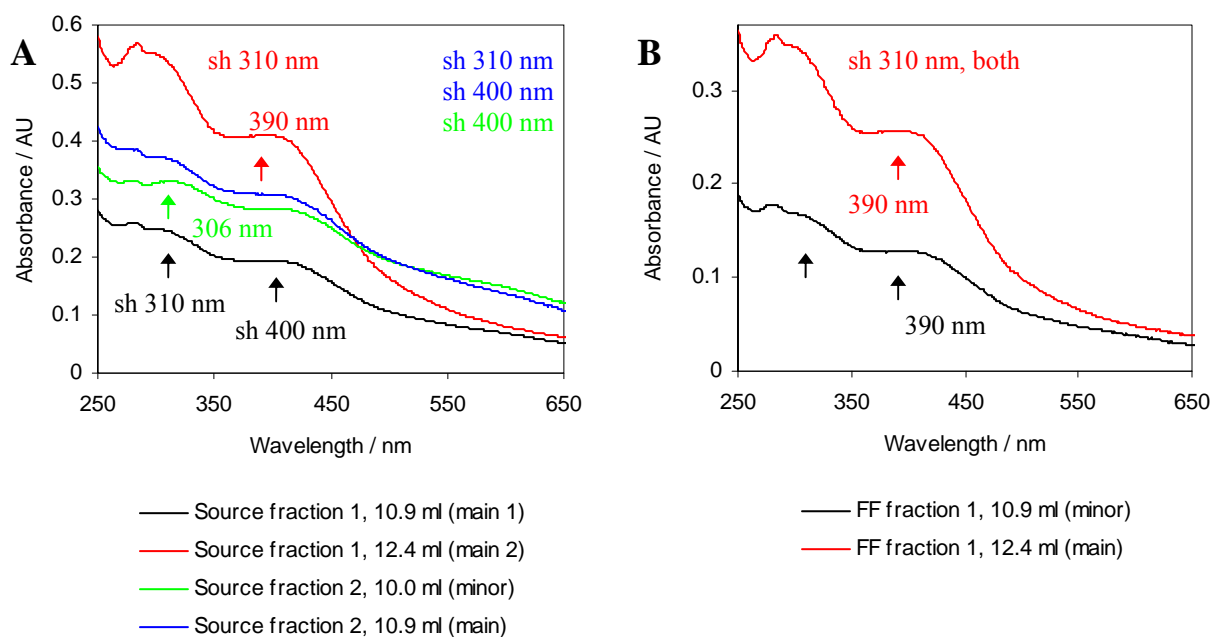 A
0.6
0.5
0.4
0.3
0.2
0.1
0
Absorbance / AU
sh 310 nm
sh 310 nm
sh 400 nm
sh 400 nm
390 nm
306 nm
sh 310 nm
sh 400 nm
250
350
450
550
650
Wavelength / nm
Source fraction 1, 10.9 ml (main 1)
Source fraction 1, 12.4 ml (main 2)
Source fraction 2, 10.0 ml (minor)
Source fraction 2, 10.9 ml (main)
B
0.3
0.2
0.1
0
Absorbance / AU
sh 310 nm, both
390 nm
390 nm
250
350
450
550
650
Wavelength / nm
FF fraction 1, 10.9 ml (minor)
FF fraction 1, 12.4 ml (main)